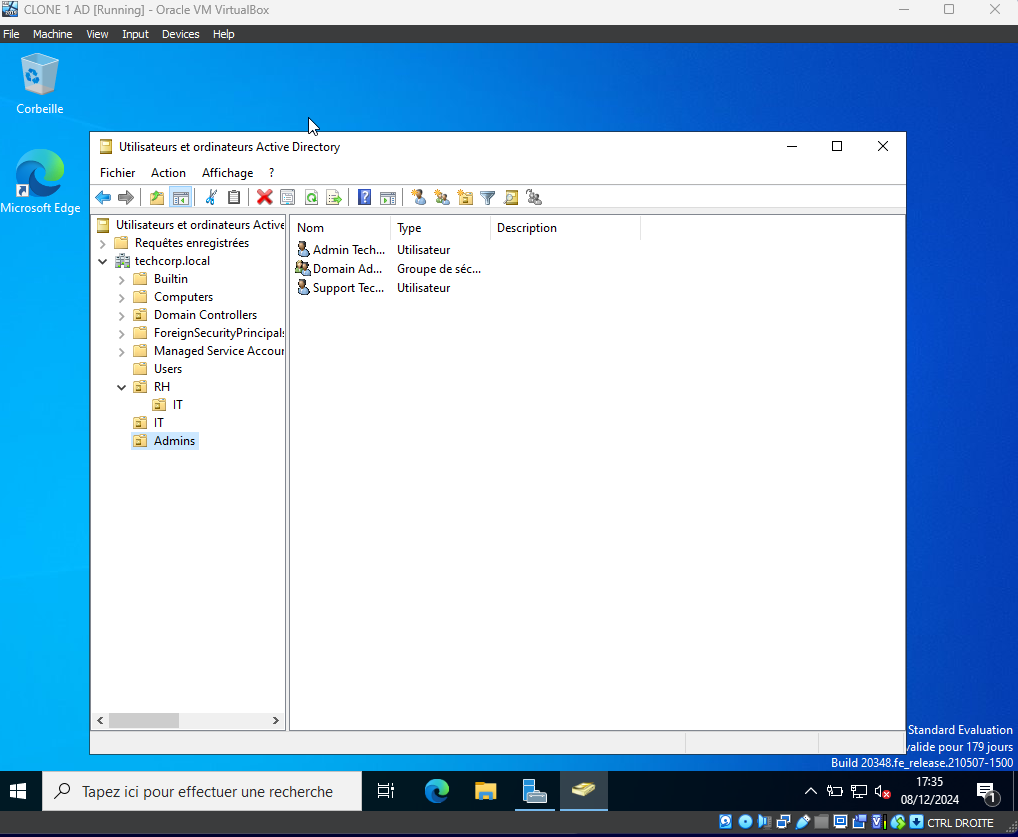 CLONE 1 AD [Running] - Oracle VM VirtualBox
File Machine View Input Devices Help
Corbeille
Microsoft Edge
Utilisateurs et ordinateurs Active Directory
Fichier Action Affichage ?
Utilisateurs et ordinateurs Active
Requêtes enregistrées
techcorp.local
Builtin
Computers
Domain Controllers
ForeignSecurityPrincipals
Managed Service Accour
Users
RH
IT
IT
Admins
Nom Type Description
Admin Tech... Utilisateur
Domain Ad... Groupe de séc...
Support Tec... Utilisateur
Standard Evaluation
valide pour 179 jours
Build 20348.fe_release.210507-1500
Tapez ici pour effectuer une recherche
17:35
08/12/2024
1
CTRL DROITE